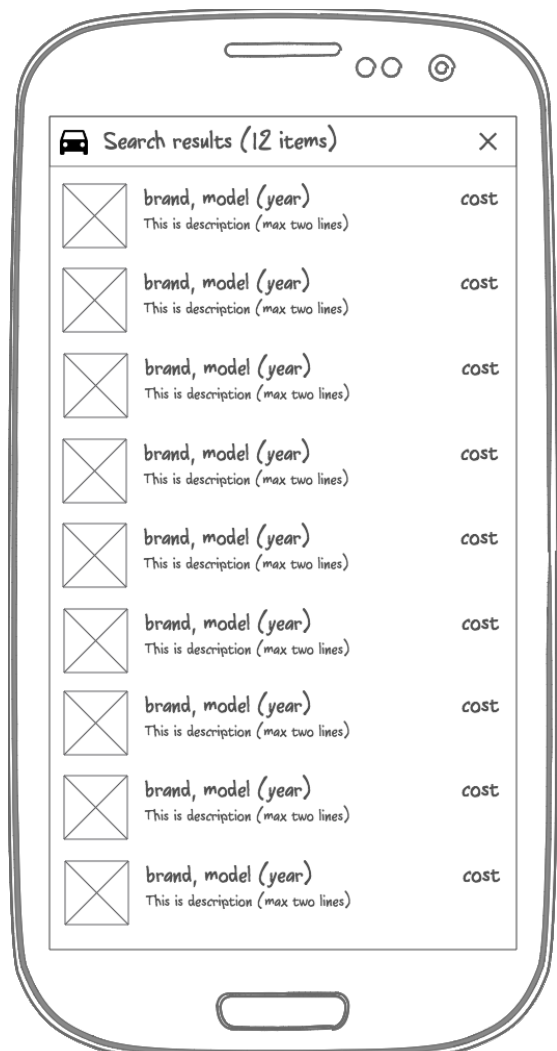 Search results (12 items)
brand, model (year) cost
This is description (max two lines)
brand, model (year) cost
This is description (max two lines)
brand, model (year) cost
This is description (max two lines)
brand, model (year) cost
This is description (max two lines)
brand, model (year) cost
This is description (max two lines)
brand, model (year) cost
This is description (max two lines)
brand, model (year) cost
This is description (max two lines)
brand, model (year) cost
This is description (max two lines)
brand, model (year) cost
This is description (max two lines)